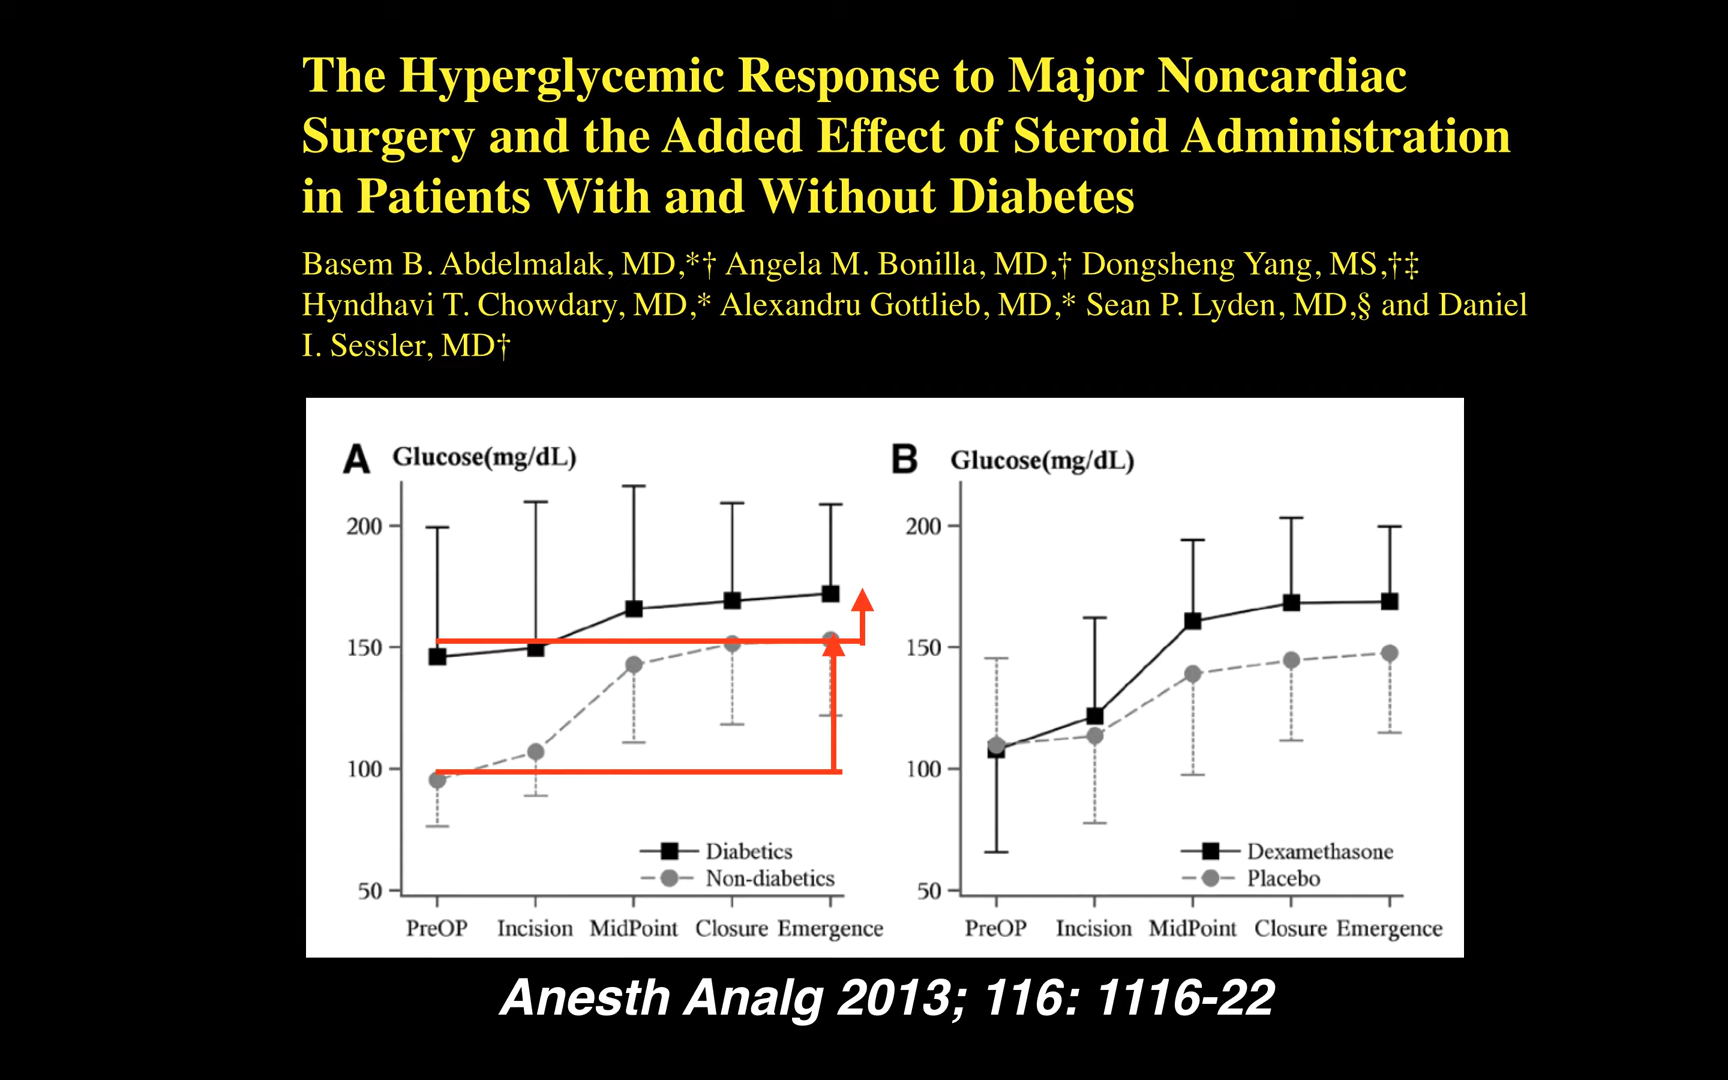 The Hyperglycemic Response to Major Noncardiac
Surgery and the Added Effect of Steroid Administration
in Patients With and Without Diabetes
Basem B. Abdelmalak, MD,*† Angela M. Bonilla, MD,† Dongsheng Yang, MS,†‡
Hyndhavi T. Chowdary, MD,* Alexandru Gottlieb, MD,* Sean P. Lyden, MD,§ and Daniel
I. Sessler, MD†
A Glucose(mg/dL)
200
150
100
50
Diabetics
Non-diabetics
PreOP Incision MidPoint Closure Emergence
B Glucose(mg/dL)
200
150
100
50
Dexamethasone
Placebo
PreOP Incision MidPoint Closure Emergence
Anesth Analg 2013; 116: 1116-22